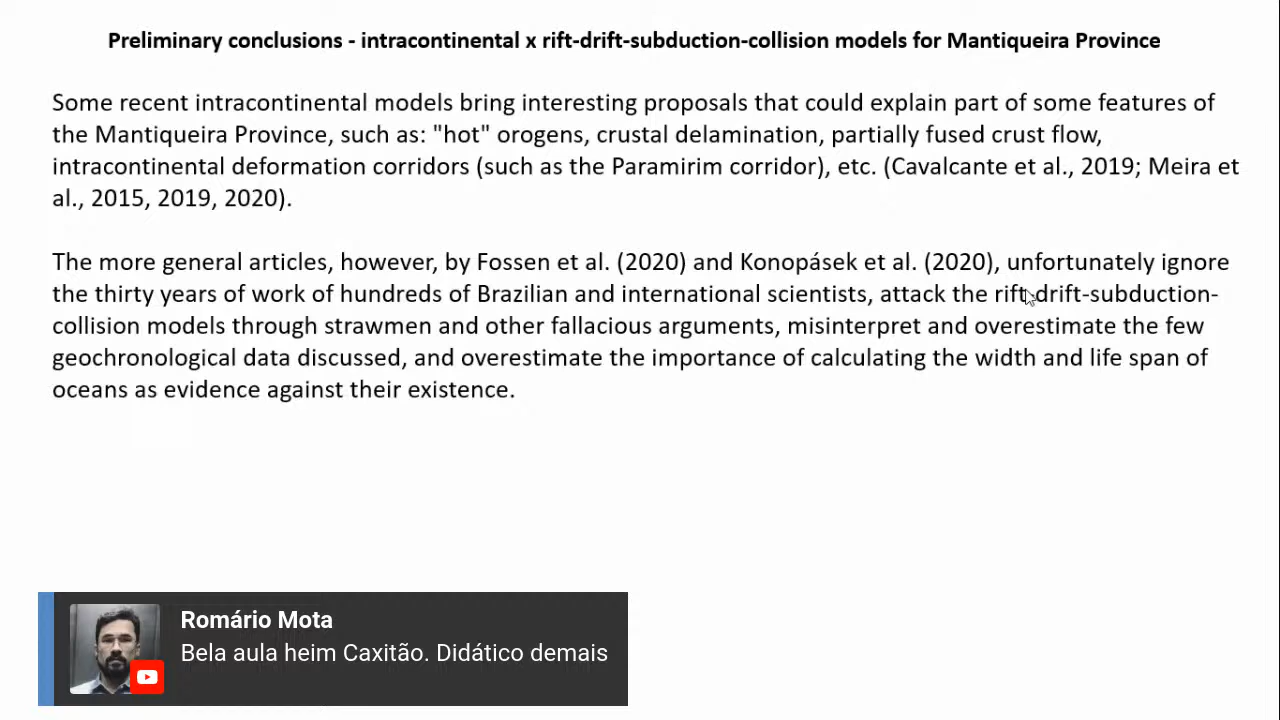 Preliminary conclusions - intracontinental x rift-drift-subduction-collision models for Mantiqueira Province
Some recent intracontinental models bring interesting proposals that could explain part of some features of
the Mantiqueira Province, such as: "hot" orogens, crustal delamination, partially fused crust flow,
intracontinental deformation corridors (such as the Paramirim corridor), etc. (Cavalcante et al., 2019; Meira et
al., 2015, 2019, 2020).
The more general articles, however, by Fossen et al. (2020) and Konopásek et al. (2020), unfortunately ignore
the thirty years of work of hundreds of Brazilian and international scientists, attack the rift-drift-subduction-
collision models through strawmen and other fallacious arguments, misinterpret and overestimate the few
geochronological data discussed, and overestimate the importance of calculating the width and life span of
oceans as evidence against their existence.
Romário Mota
Bela aula heim Caxitão. Didático demais